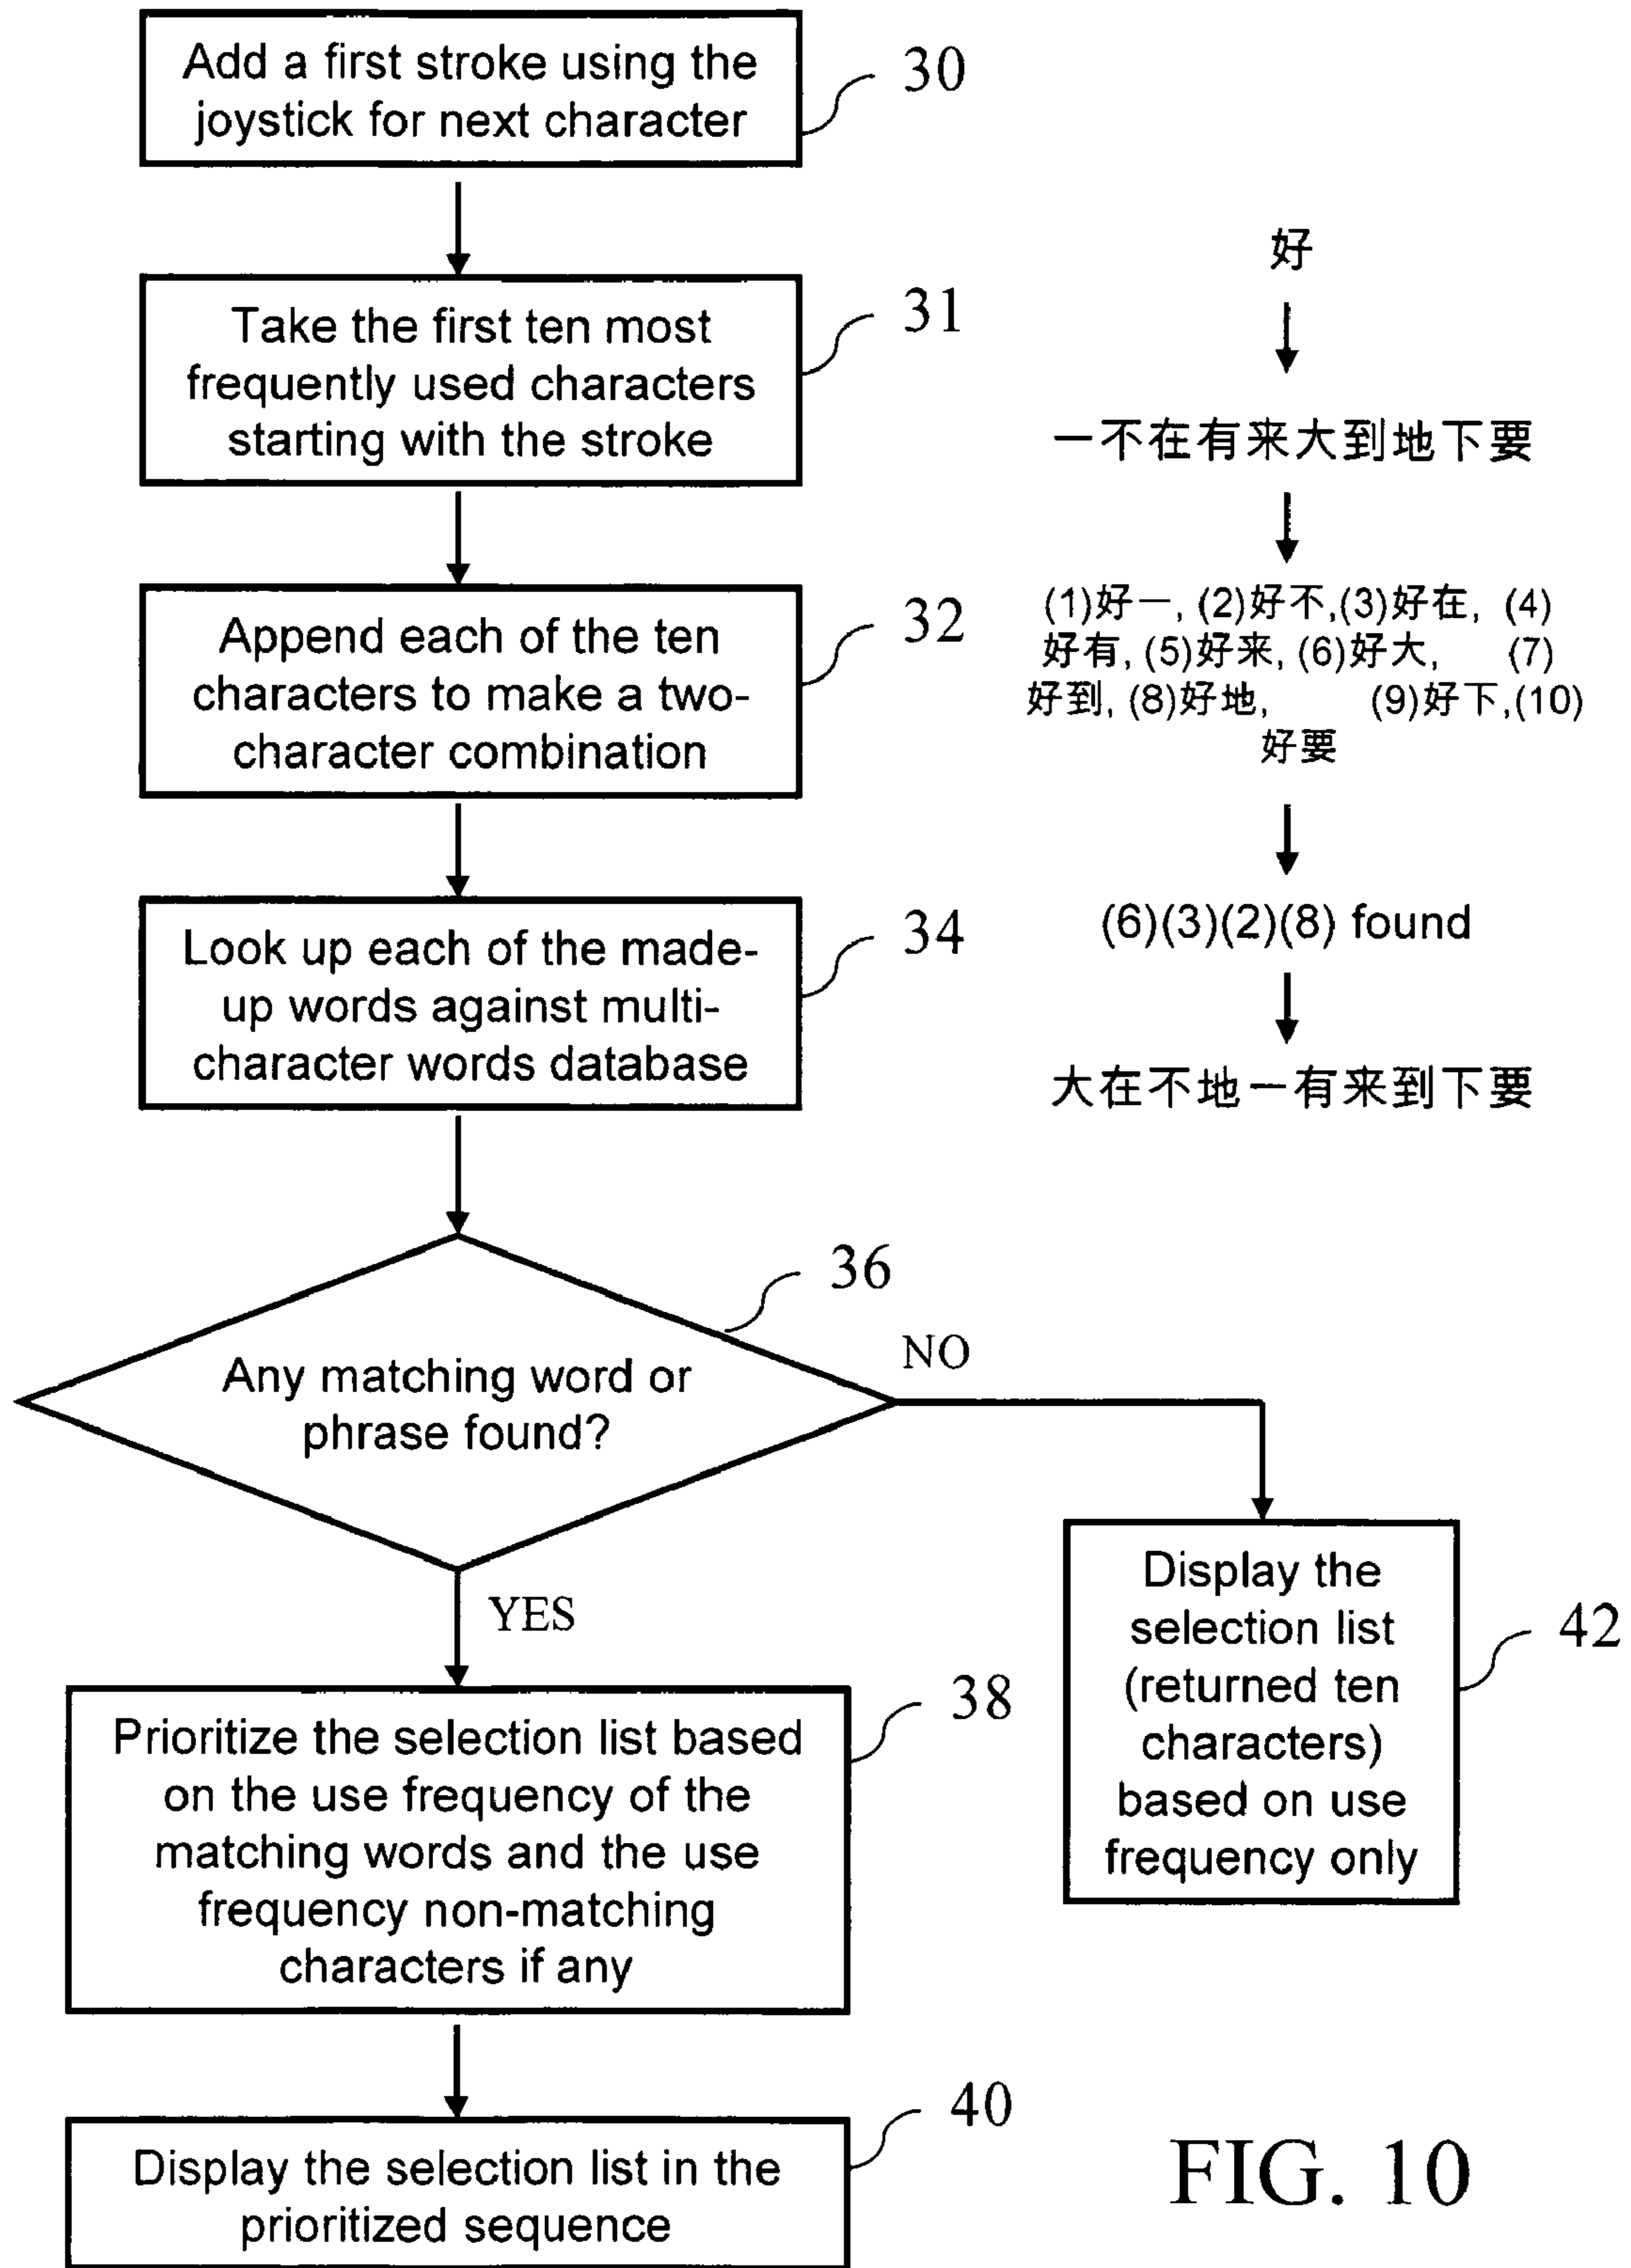 Add a first stroke using the
joystick for next character
30
Take the first ten most
frequently used characters
starting with the stroke
31
Append each of the ten
characters to make a two-
character combination
32
Look up each of the made-
up words against multi-
character words database
34
好
一不在有来大到地下要
(1)好一, (2)好不,(3)好在, (4)
好有, (5)好来, (6)好大, (7)
好到, (8)好地, (9)好下,(10)
好要
(6)(3)(2)(8) found
大在不地一有来到下要
Any matching word or
phrase found?
36
NO
YES
Display the
selection list
(returned ten
characters)
based on use
frequency only
42
Prioritize the selection list based
on the use frequency of the
matching words and the use
frequency non-matching
characters if any
38
Display the selection list in the
prioritized sequence
40
FIG. 10